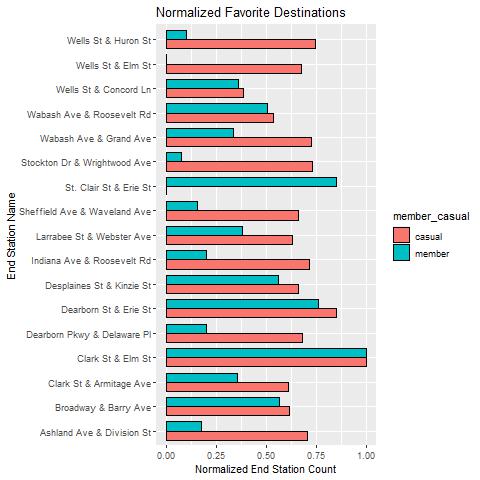 Normalized Favorite Destinations
Wells St & Huron St
Wells St & Elm St
Wells St & Concord Ln
Wabash Ave & Roosevelt Rd
Wabash Ave & Grand Ave
Stockton Dr & Wrightwood Ave
St. Clair St & Erie St
Sheffield Ave & Waveland Ave
Larrabee St & Webster Ave
Indiana Ave & Roosevelt Rd
Desplaines St & Kinzie St
Dearborn St & Erie St
Dearborn Pkwy & Delaware Pl
Clark St & Elm St
Clark St & Armitage Ave
Broadway & Barry Ave
Ashland Ave & Division St
End Station Name
0.00 0.25 0.50 0.75 1.00
Normalized End Station Count
member_casual
casual
member